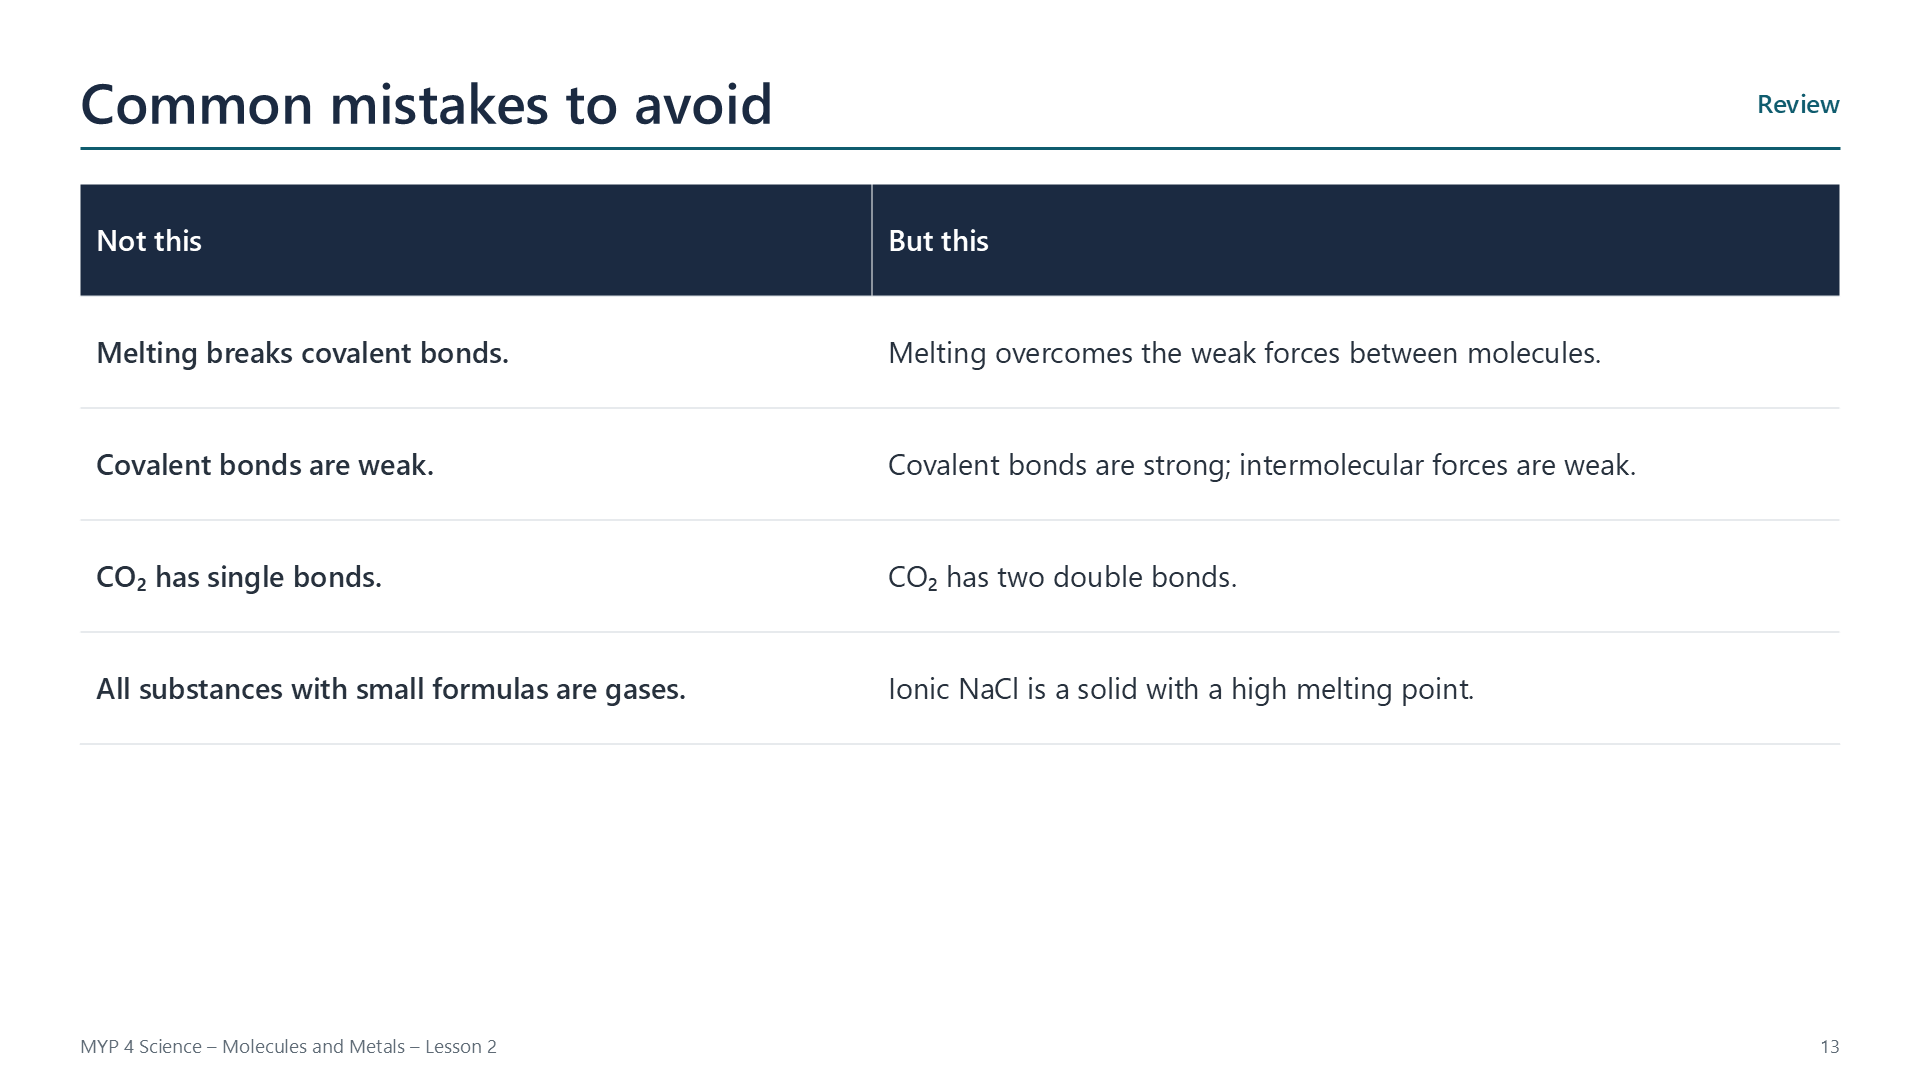 Common mistakes to avoid
Review
Not this
But this
Melting breaks covalent bonds.
Melting overcomes the weak forces between molecules.
Covalent bonds are weak.
Covalent bonds are strong; intermolecular forces are weak.
CO₂ has single bonds.
CO₂ has two double bonds.
All substances with small formulas are gases.
Ionic NaCl is a solid with a high melting point.
MYP 4 Science – Molecules and Metals – Lesson 2
13